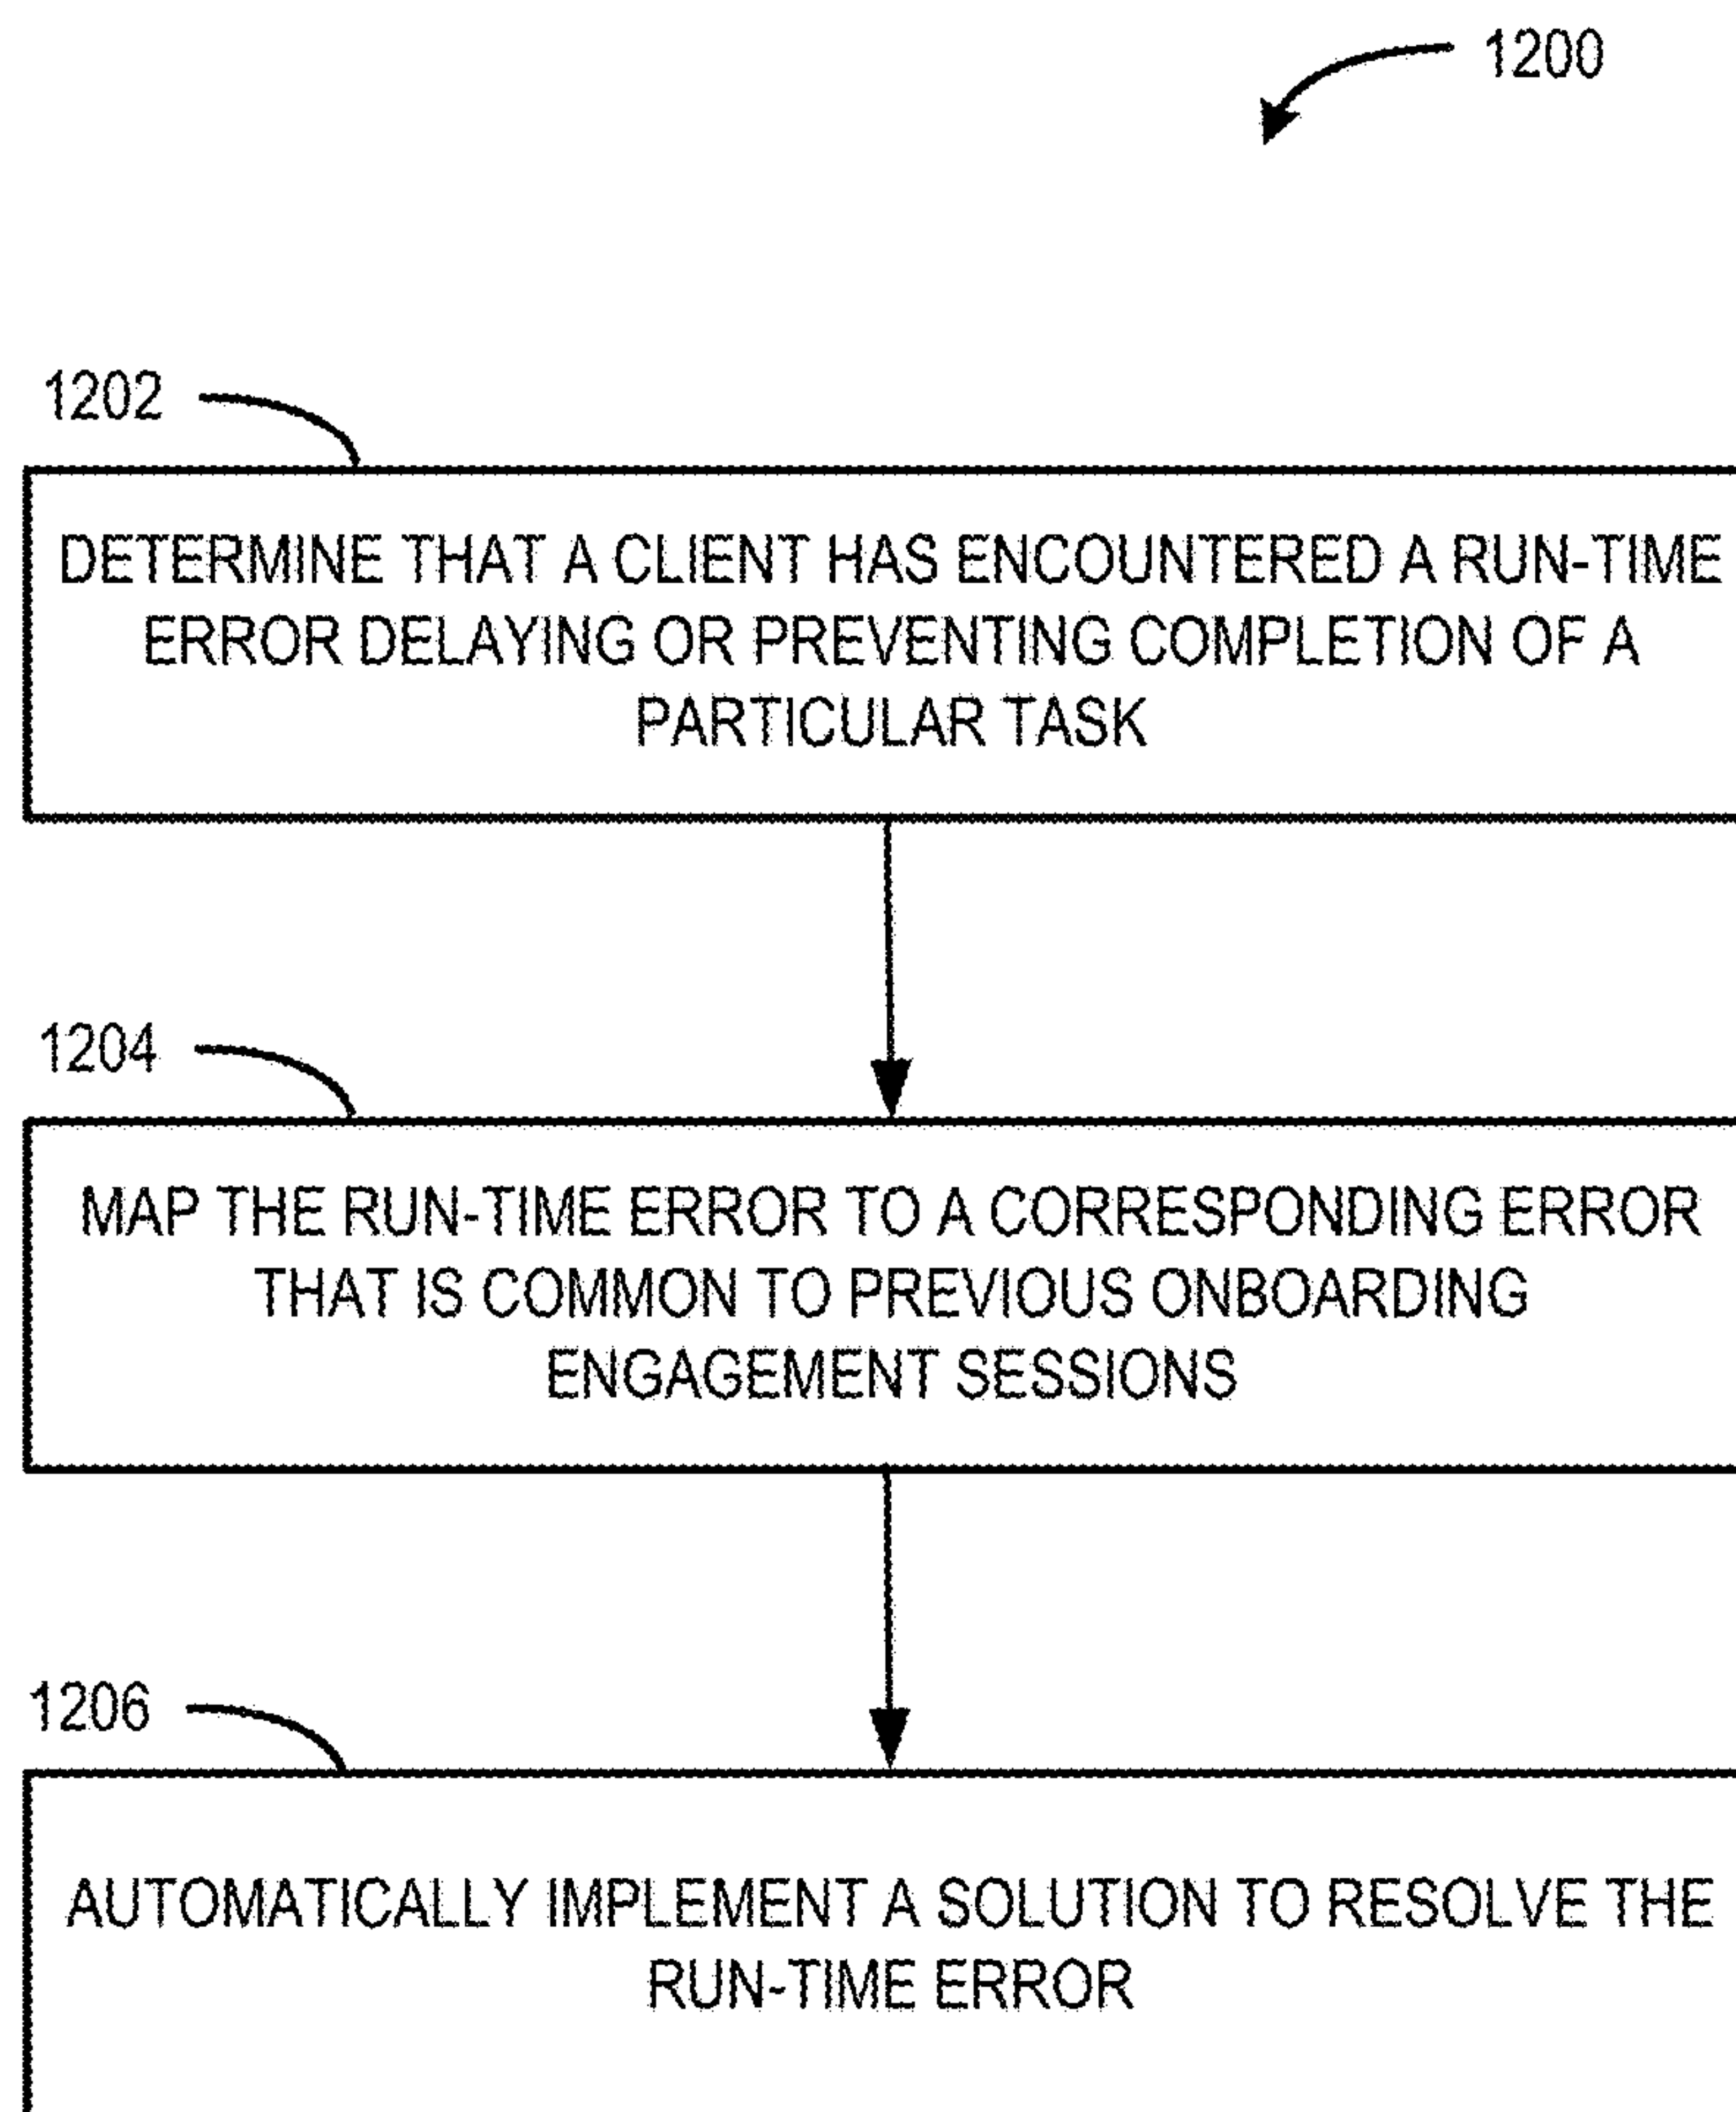 1200
1202
DETERMINE THAT A CLIENT HAS ENCOUNTERED A RUN-TIME
ERROR DELAYING OR PREVENTING COMPLETION OF A
PARTICULAR TASK
1204
MAP THE RUN-TIME ERROR TO A CORRESPONDING ERROR
THAT IS COMMON TO PREVIOUS ONBOARDING
ENGAGEMENT SESSIONS
1206
AUTOMATICALLY IMPLEMENT A SOLUTION TO RESOLVE THE
RUN-TIME ERROR